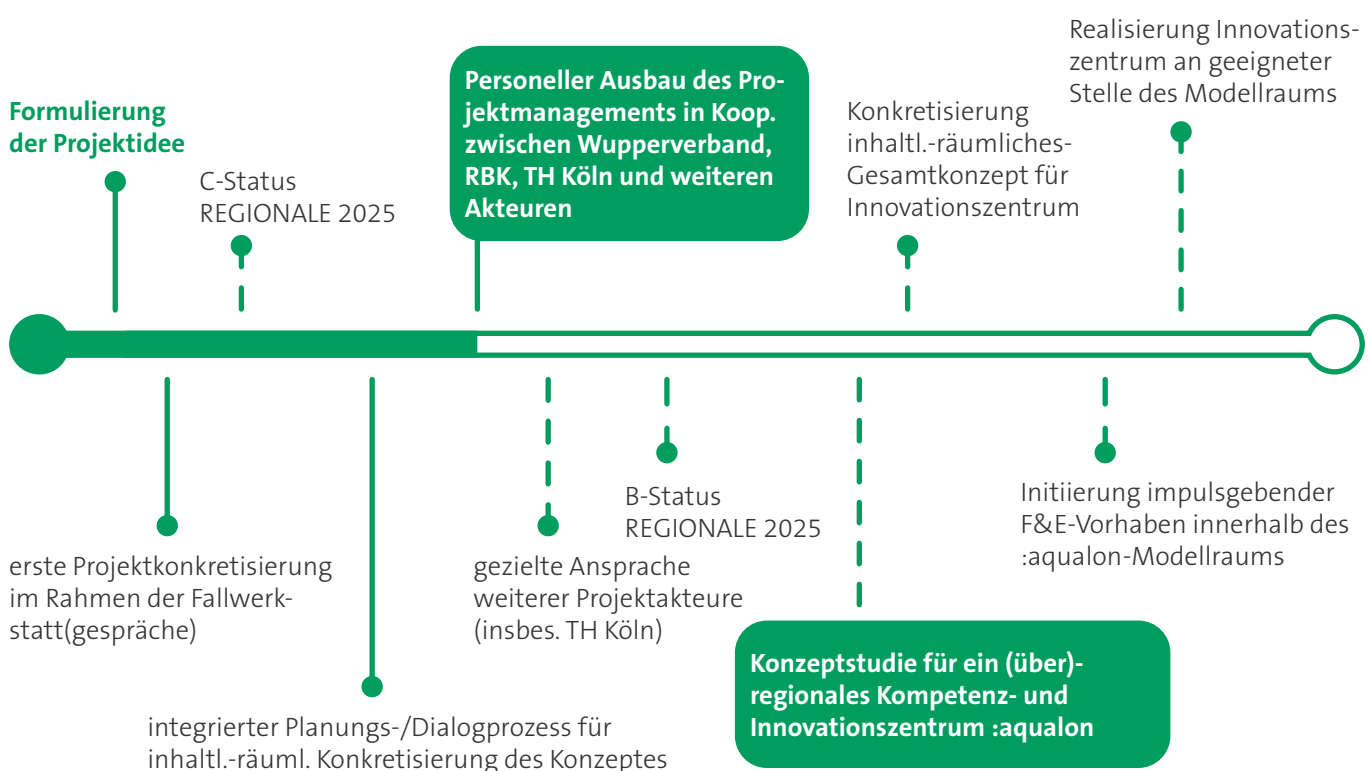 Formulierung
der Projektidee
C-Status
REGIONALE 2025
Personeller Ausbau des Pro-
jektmanagements in Koop.
zwischen Wupperverband,
RBK, TH Köln und weiteren
Akteuren
Konkretisierung
inhaltl.-räumliches-
Gesamtkonzept für
Innovationszentrum
Realisierung Innovations-
zentrum an geeigneter
Stelle des Modellraums
erste Projektkonkretisierung
im Rahmen der Fallwerk-
statt(gespräche)
integrierter Planungs-/Dialogprozess für
inhaltl.-räuml. Konkretisierung des Konzeptes
gezielte Ansprache
weiterer Projektakteure
(insbes. TH Köln)
B-Status
REGIONALE 2025
Konzeptstudie für ein (über)-
regionales Kompetenz- und
Innovationszentrum :aqualon
Initiierung impulsgebender
F&E-Vorhaben innerhalb des
:aqualon-Modellraums